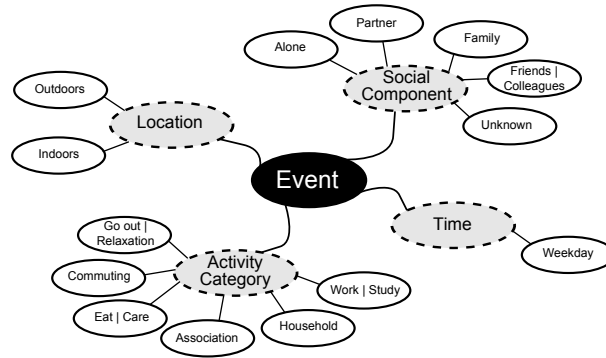 Partner
Alone
Family
Social
Component
Friends |
Colleagues
Unknown
Outdoors
Location
Indoors
Event
Time
Weekday
Go out |
Relaxation
Activity
Category
Commuting
Work | Study
Eat | Care
Household
Association